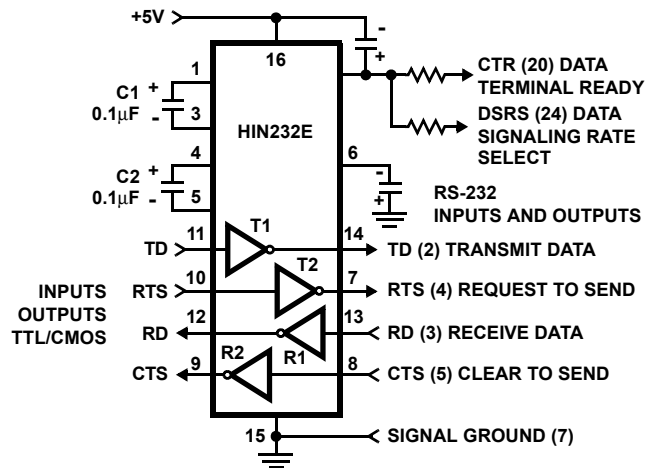 +5V
-
+
16
CTR (20) DATA
TERMINAL READY
1
C1
+
0.1µF
-
3
DSRS (24) DATA
SIGNALING RATE
SELECT
HIN232E
4
6
C2
+
0.1µF
-
5
-
+
RS-232
INPUTS AND OUTPUTS
T1
TD
11
14
TD (2) TRANSMIT DATA
T2
INPUTS
OUTPUTS
TTL/CMOS
RTS
10
7
RTS (4) REQUEST TO SEND
RD
12
13
RD (3) RECEIVE DATA
R2
R1
CTS
9
8
CTS (5) CLEAR TO SEND
15
SIGNAL GROUND (7)